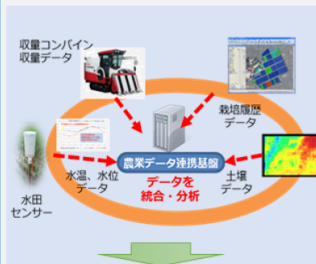 収量コンバイン
収量データ
栽培履歴
データ
農業データ連携基盤
水温、水位
データ
データを
統合・分析
土壌
データ
水田
センサー